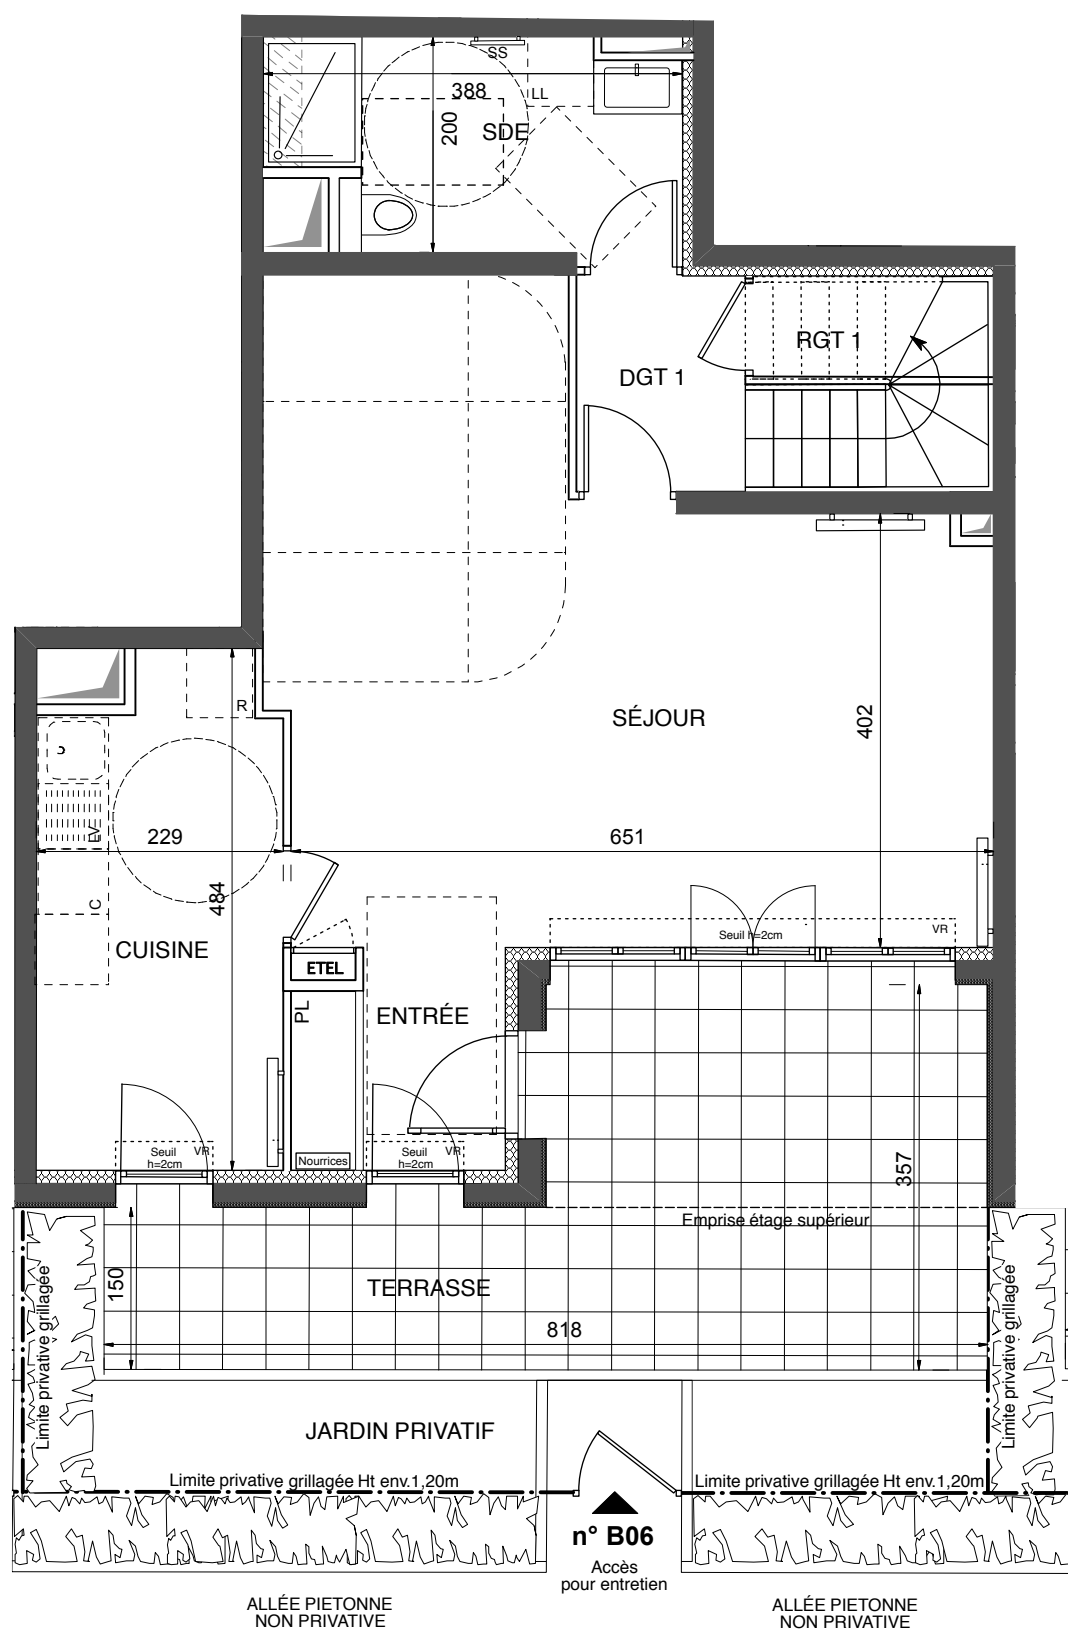 SS
388
LL
200
SDE
RGT 1
DGT 1
R
SÉJOUR
402
LV
229
651
484
C
CUISINE
Seuil h=2cm
VR
ETEL
PL
ENTRÉE
Seuil
h=2cm
VR
Nourrices
Seuil
h=2cm
VR
357
Emprise étage supérieur
150
TERRASSE
818
Limite privative grillagée
Limite privative grillagée
JARDIN PRIVATIF
Limite privative grillagée Ht env.1,20m
Limite privative grillagée Ht env.1,20m
n° B06
Accès
pour entretien
ALLÉE PIETONNE
NON PRIVATIVE
ALLÉE PIETONNE
NON PRIVATIVE